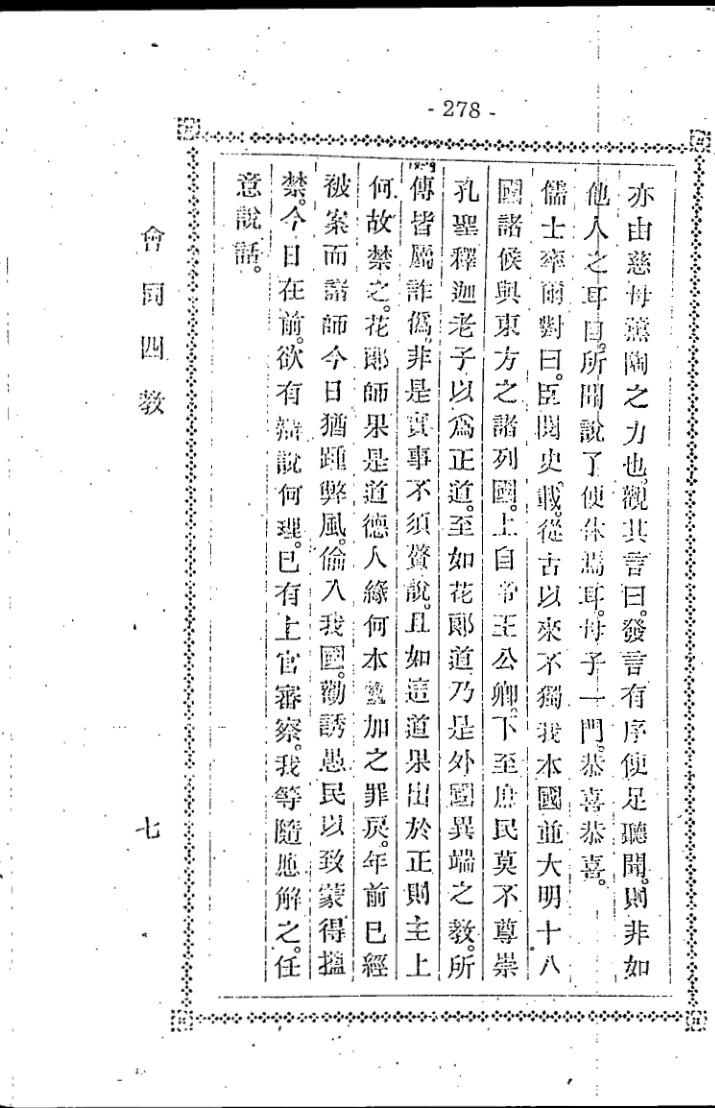 - 278 -
亦由慈母薰陶之力也。觀其言曰。發言有序便足聽聞。則非如
他人之耳目。所聞說了便休焉耳。母子一門。恭喜恭喜。
儒士率爾對曰。臣閱史。載。從古以來不獨我本國並大明十八
國諸侯與東方之諸列國。上自帝王公卿。下至庶民莫不尊崇
孔聖釋迦老子以爲正道。至如花郎道乃是外國異端之教。所
傳皆屬詐僞。非是實事不須贅說。且如這道果出於正則主上
何故禁之。花郎師果是道德人緣何本 加之罪戾。年前已經
被案而諸師今日猶踵弊風。偷入我國。勸誘愚民以致蒙得搵
禁。今日在前。欲有辯說何理。已有上官審察。我等隨應解之。任
意說話。
會同四教
七